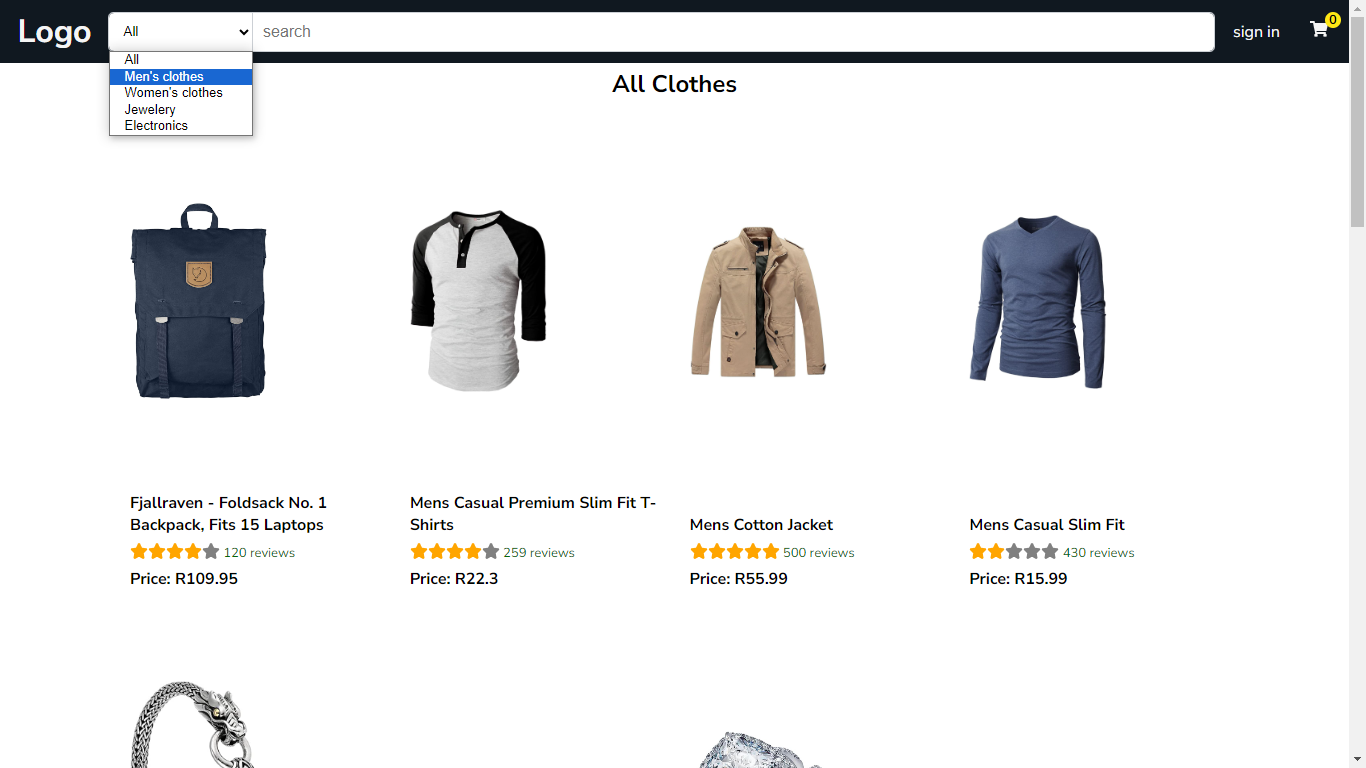 Logo
All
search
sign in
0
All
Men's clothes
Women's clothes
Jewelery
Electronics
All Clothes
Fjallraven - Foldsack No. 1
Backpack, Fits 15 Laptops
120 reviews
Price: R109.95
Mens Casual Premium Slim Fit T-
Shirts
259 reviews
Price: R22.3
Mens Cotton Jacket
500 reviews
Price: R55.99
Mens Casual Slim Fit
430 reviews
Price: R15.99